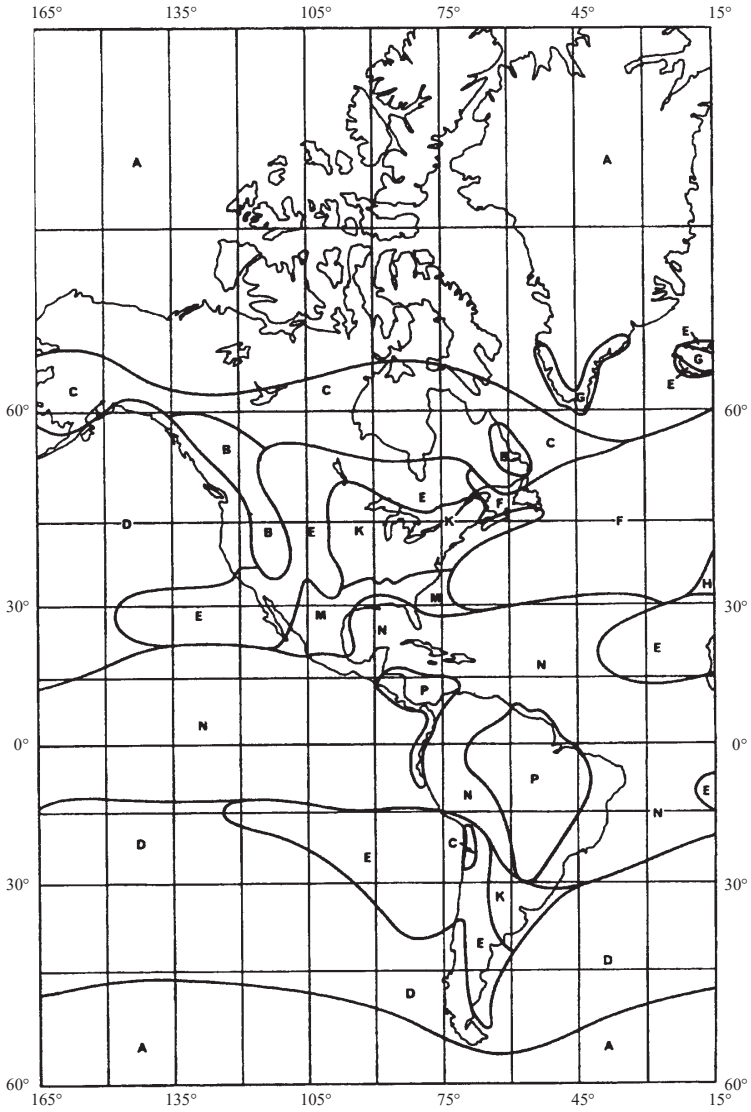 165° 135° 105° 75° 45° 15°
A A
E
G
E
C C G
60° 60°
B B C
E F
D B E K K F
H
30° E M M 30°
N E
N
P
N
0° 0°
P
N E
N
D C
E
30° 30°
K
E D
D
A A
60° 60°
165° 135° 105° 75° 45° 15°